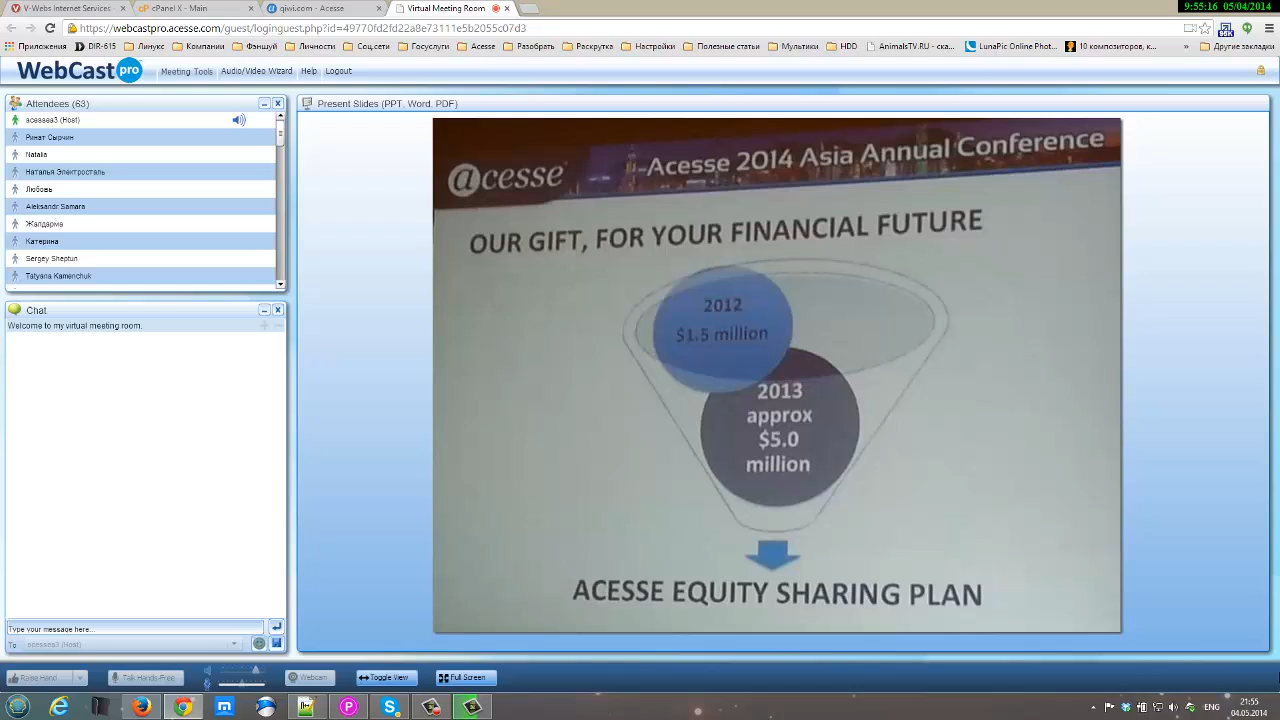 9:55:16 05/04/2014
V-Webs Internet Services
cPanel X - Main
qiwi.com - Acesse
Virtual Meeting Room
https://webcastpro.acesse.com/guest/loginguest.php?id=49770fd2fd22a8e73111e5b2055c07d3
Приложения DIR-615 Линукс Компании Фэншуй Личности Соц.сети Госуслуги Acesse Разобрать Раскрутка Настройки Полезные статьи Мультики HDD AnimalsTV.RU - ска... LunaPic Online Phot... 10 композиторов, к... » Другие закладки
WebCast pro
Meeting Tools Audio/Video Wizard Help Logout
Attendees (63)
acessea3 (Host)
Ринат Сырчин
Natalia
Наталья Электросталь
Любовь
Aleksandr Samara
Жалдарма
Катерина
Sergey Sheptun
Tatyana Kamenchuk
Chat
Welcome to my virtual meeting room.
Type your message here...
To acessea3 (Host)
Present Slides (PPT, Word, PDF)
@cesse
Acesse 2014 Asia Annual Conference
OUR GIFT, FOR YOUR FINANCIAL FUTURE
2012
$1.5 million
2013
approx
$5.0
million
ACESSE EQUITY SHARING PLAN
Raise Hand Talk Hands-Free Webcam Toggle View Full Screen
ENG
21:55
04.05.2014